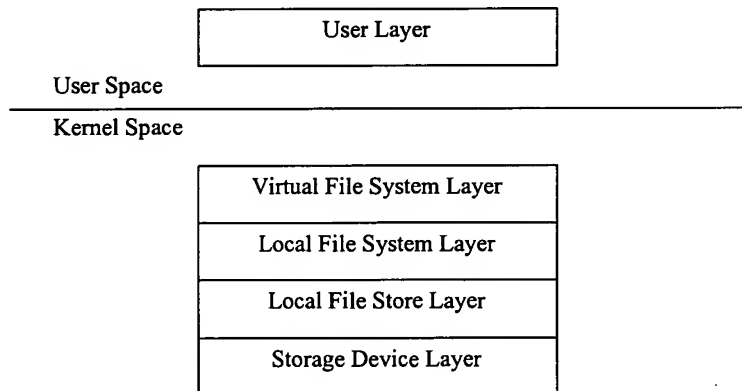 User Layer
User Space
Kernel Space
Virtual File System Layer
Local File System Layer
Local File Store Layer
Storage Device Layer